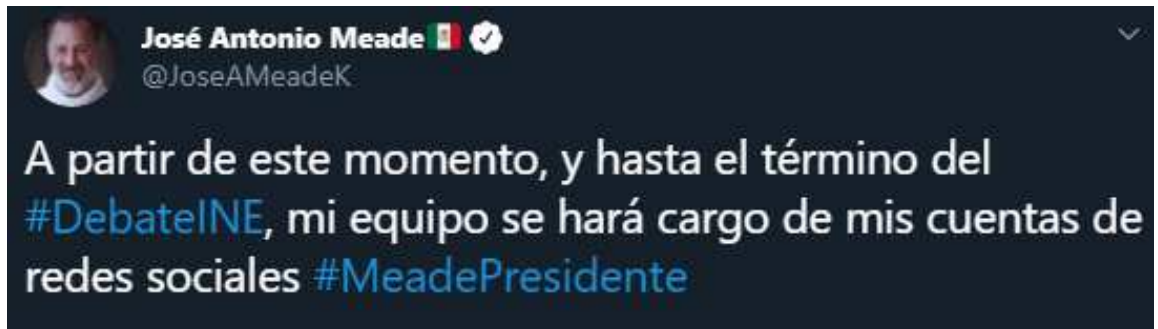 José Antonio Meade🇲🇽
@JoseAMeadeK
A partir de este momento, y hasta el término del
#DebateINE, mi equipo se hará cargo de mis cuentas de
redes sociales #MeadePresidente